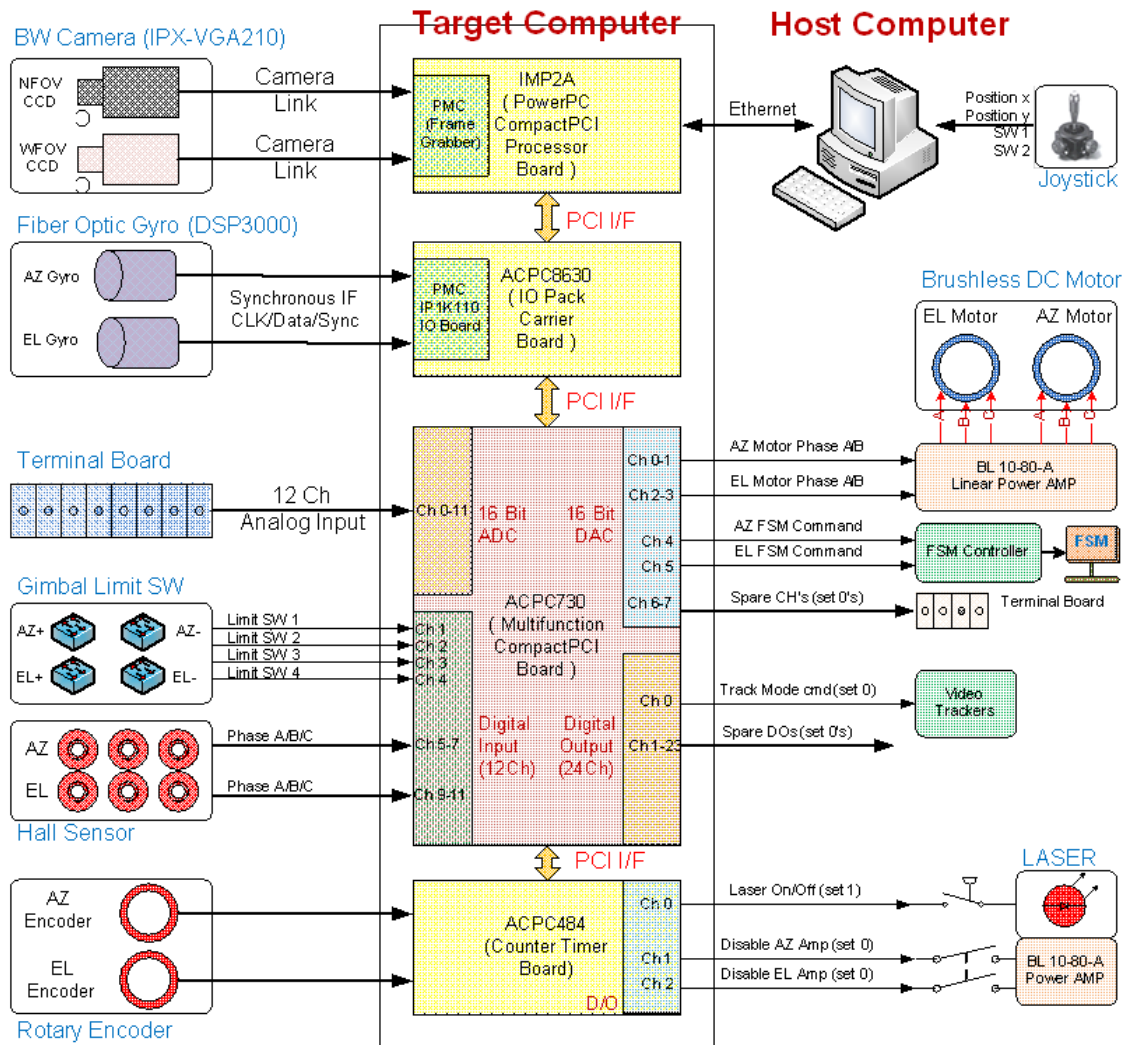 Target Computer
Host Computer
BW Camera (IPX-VGA210)
NFOV
CCD
WFOV
CCD
Camera
Link
Camera
Link
PMC
(Frame
Grabber)
IMP2A
( PowerPC
CompactPCI
Processor
Board )
Ethernet
Position x
Position y
SW 1
SW 2
Joystick
PCI I/F
Fiber Optic Gyro (DSP3000)
AZ Gyro
EL Gyro
Synchronous IF
CLK/Data/Sync
PMC
IP1K110
IO Board
ACPC8630
( IO Pack
Carrier
Board )
PCI I/F
Brushless DC Motor
EL Motor
AZ Motor
A
B
C
A
B
C
BL 10-80-A
Linear Power AMP
Terminal Board
12 Ch
Analog Input
Ch 0-11
16 Bit
ADC
16 Bit
DAC
Ch 0-1
Ch 2-3
Ch 4
Ch 5
Ch 6-7
AZ Motor Phase A/B
EL Motor Phase A/B
AZ FSM Command
EL FSM Command
Spare CH's (set 0's)
FSM Controller
FSM
Terminal Board
ACPC730
( Multifunction
CompactPCI
Board )
Gimbal Limit SW
AZ+
AZ-
EL+
EL-
Limit SW 1
Limit SW 2
Limit SW 3
Limit SW 4
Ch 1
Ch 2
Ch 3
Ch 4
Digital
Input
(12Ch)
Digital
Output
(24Ch)
Ch 0
Ch 1-23
Track Mode cmd (set 0)
Spare DOs (set 0's)
Video
Trackers
AZ
EL
Phase A/B/C
Phase A/B/C
Ch 5-7
Ch 9-11
Hall Sensor
PCI I/F
AZ
Encoder
EL
Encoder
Rotary Encoder
ACPC484
(Counter Timer
Board)
D/O
Ch 0
Ch1
Ch 2
Laser On/Off (set 1)
Disable AZ Amp (set 0)
Disable EL Amp (set 0)
LASER
BL 10-80-A
Power AMP